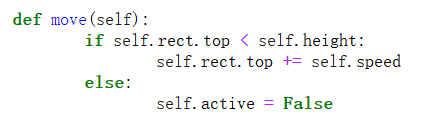 def move(self):
        if self.rect.top < self.height:
                self.rect.top += self.speed
        else:
                self.active = False